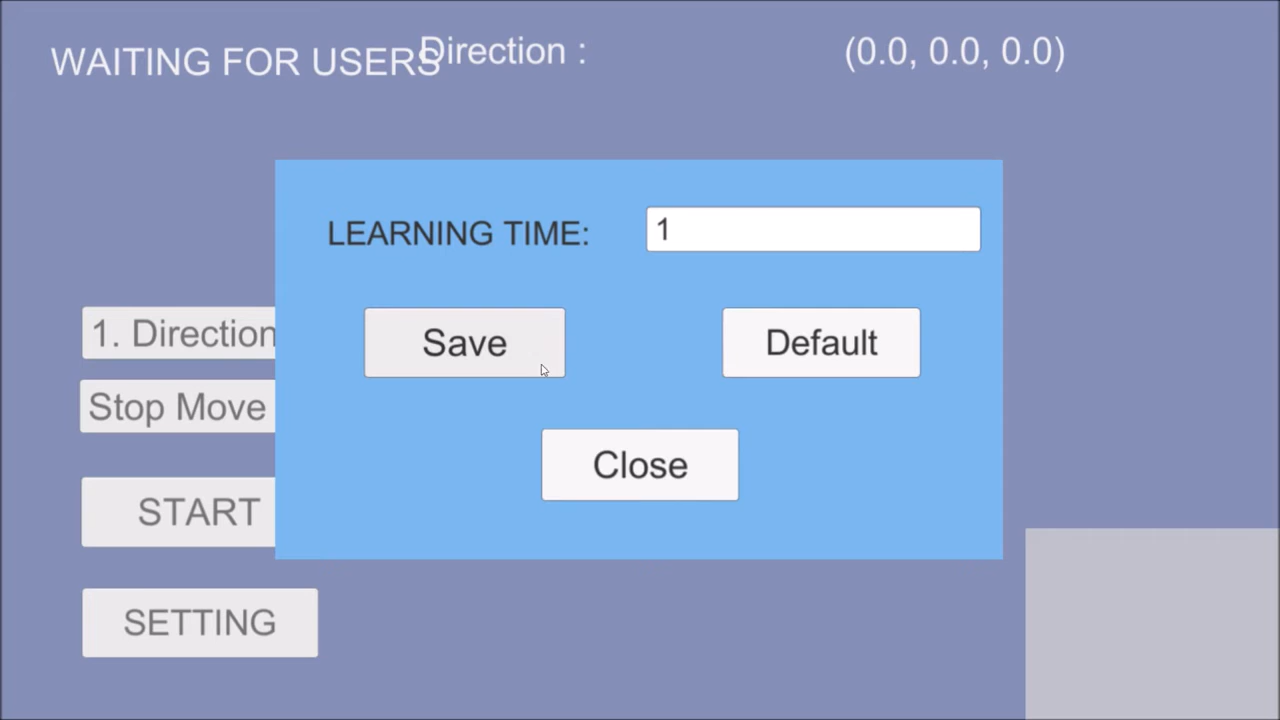 WAITING FOR USERS
Direction :
(0.0, 0.0, 0.0)
LEARNING TIME:
1
1. Direction
Save
Default
Stop Move
Close
START
SETTING